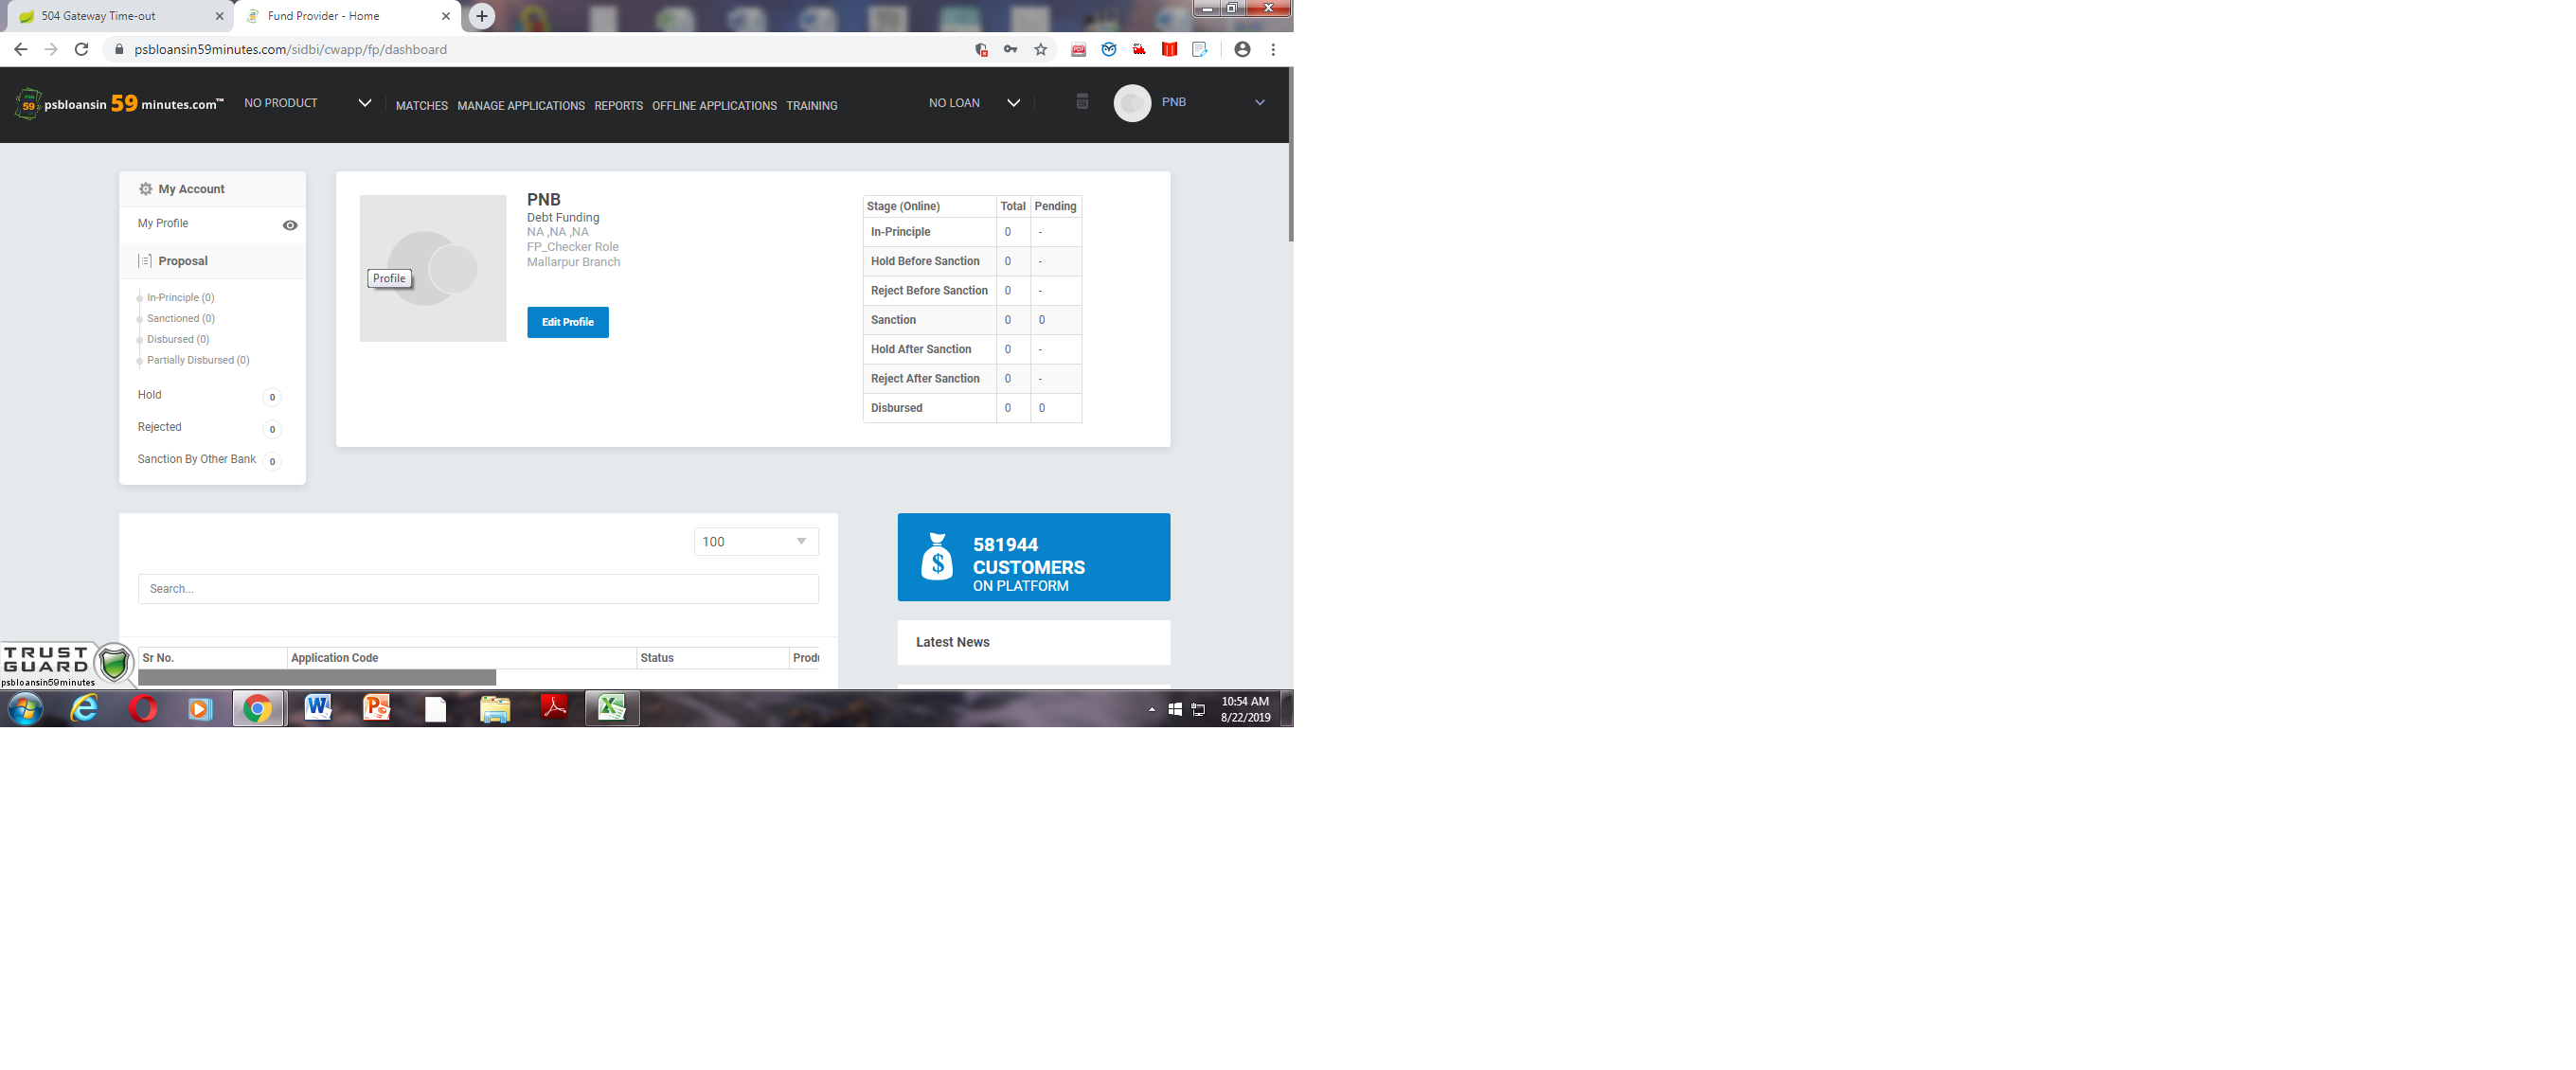 504 Gateway Time-out
Fund Provider - Home
psbloansin59minutes.com/sidbi/cwapp/fp/dashboard
59 psbloansin 59 minutes.com™
NO PRODUCT
MATCHES MANAGE APPLICATIONS REPORTS OFFLINE APPLICATIONS TRAINING
NO LOAN
PNB
My Account
My Profile
Proposal
In-Principle (0)
Sanctioned (0)
Disbursed (0)
Partially Disbursed (0)
Hold 0
Rejected 0
Sanction By Other Bank 0
Profile
PNB
Debt Funding
NA ,NA ,NA
FP_Checker Role
Mallarpur Branch
Edit Profile
Stage (Online) Total Pending
In-Principle 0 -
Hold Before Sanction 0 -
Reject Before Sanction 0 -
Sanction 0 0
Hold After Sanction 0 -
Reject After Sanction 0 -
Disbursed 0 0
100
Search...
Sr No. Application Code Status
581944
CUSTOMERS
ON PLATFORM
Latest News
TRUST
GUARD
psbloansin59minutes
10:54 AM
8/22/2019